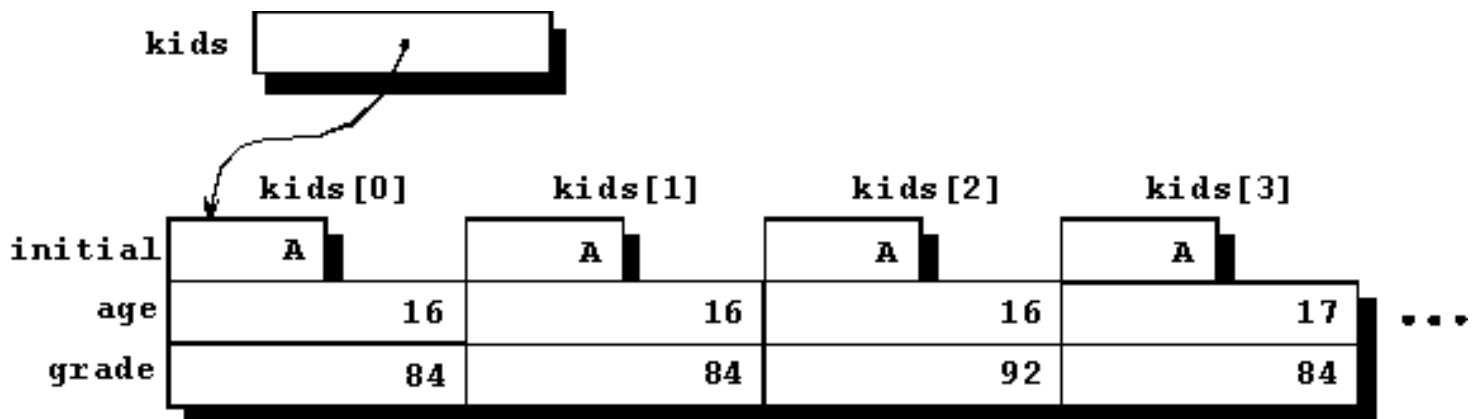 kids
kids[0] kids[1] kids[2] kids[3]
initial A A A A
age 16 16 16 17 ...
grade 84 84 92 84